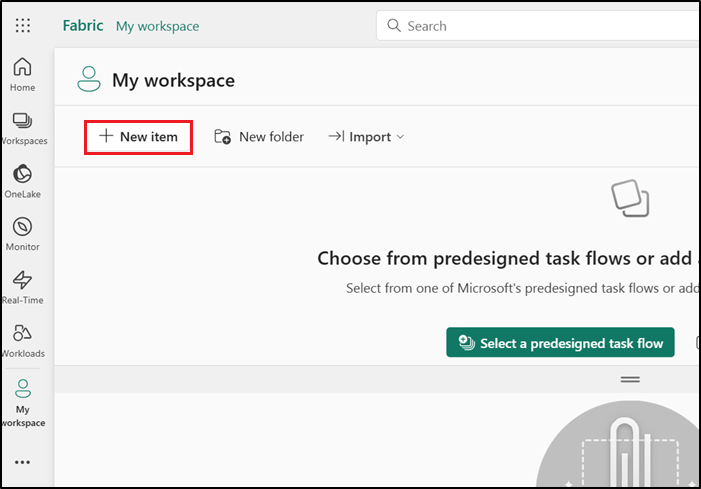 Fabric My workspace
Search
Home
My workspace
Workspaces
New item
New folder
Import
OneLake
Monitor
Choose from predesigned task flows or add
Real-Time
Select from one of Microsoft's predesigned task flows or add
Select a predesigned task flow
Workloads
My
workspace